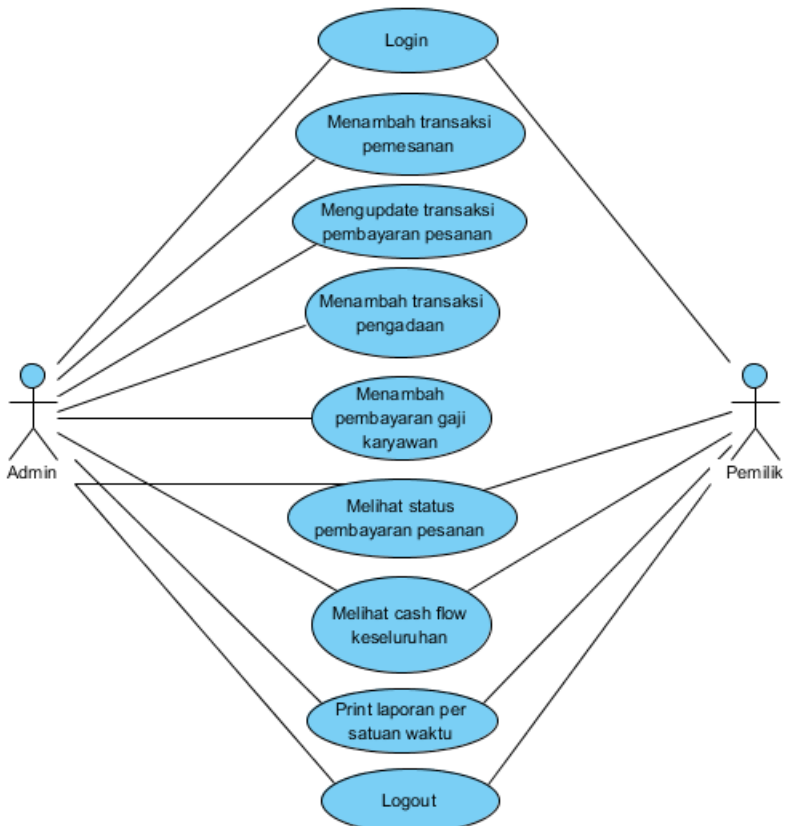 Login
Menambah transaksi
pemesanan
Mengupdate transaksi
pembayaran pesanan
Menambah transaksi
pengadaan
Menambah
pembayaran gaji
karyawan
Admin
Pemilik
Melihat status
pembayaran pesanan
Melihat cash flow
keseluruhan
Print laporan per
satuan waktu
Logout